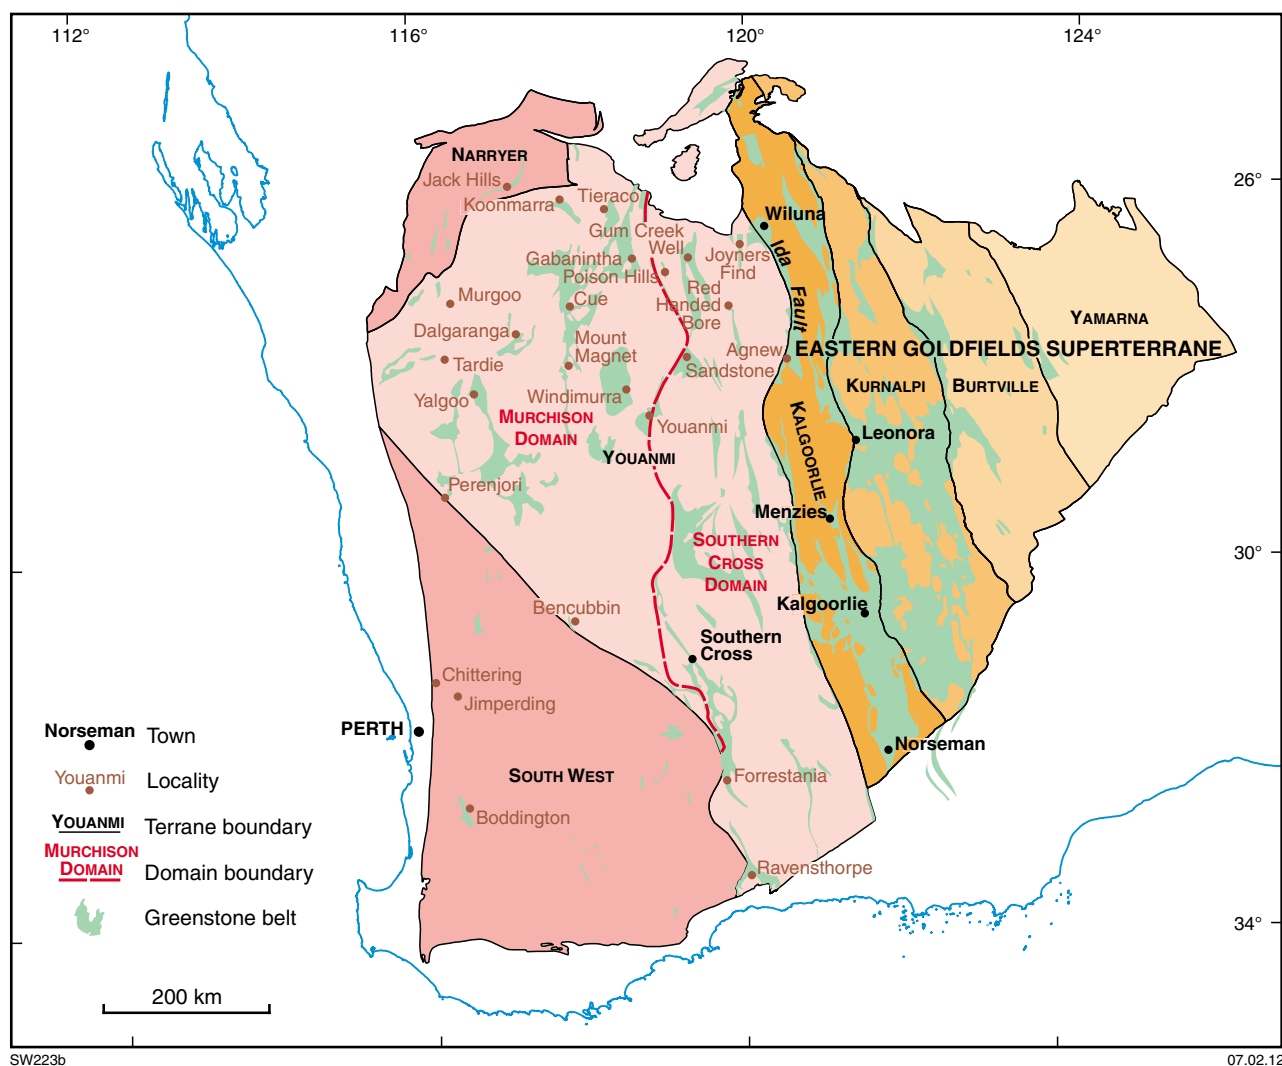 112°
116°
120°
124°
26°
30°
34°
NARRYER
Jack Hills
Koonmarra
Tieraco
Gum Creek
Well
Gabanintha
Poison Hills
Joyners
Find
Red
Handed
Bore
Murgoo
Cue
Dalgaranga
Mount
Magnet
Tardie
Agnew
Sandstone
Yalgoo
Windimurra
MURCHISON
DOMAIN
Youanmi
YOUANMI
Perenjori
SOUTHERN
CROSS
DOMAIN
Bencubbin
Southern
Cross
Chittering
Jimperding
PERTH
SOUTH WEST
Forrestania
Boddington
Ravensthorpe
Wiluna
Ida
Fault
EASTERN GOLDFIELDS SUPERTERRANE
YAMARNA
KURNALPI
BURTVILLE
KALGOORLIE
Leonora
Menzies
Kalgoorlie
Norseman
Norseman
Town
Youanmi
Locality
YOUANMI
Terrane boundary
MURCHISON
DOMAIN
Domain boundary
Greenstone belt
200 km
SW223b
07.02.12